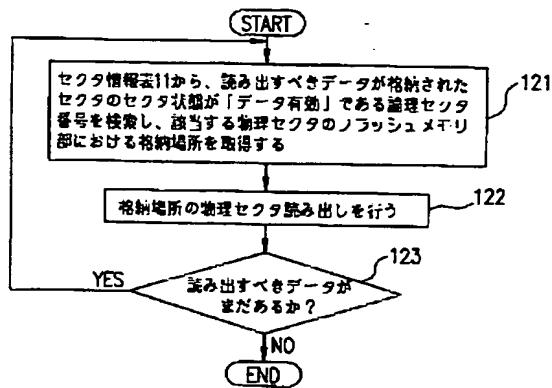 START
セクタ情報表11から、読み出すべきデータが格納された
セクタのセクタ状態が「データ有効」である論理セクタ
番号を検索し、該当する物理セクタのフラッシュメモリ
部における格納場所を取得する
121
格納場所の物理セクタ読み出しを行う
122
読み出すべきデータが
まだあるか？
123
YES
NO
END